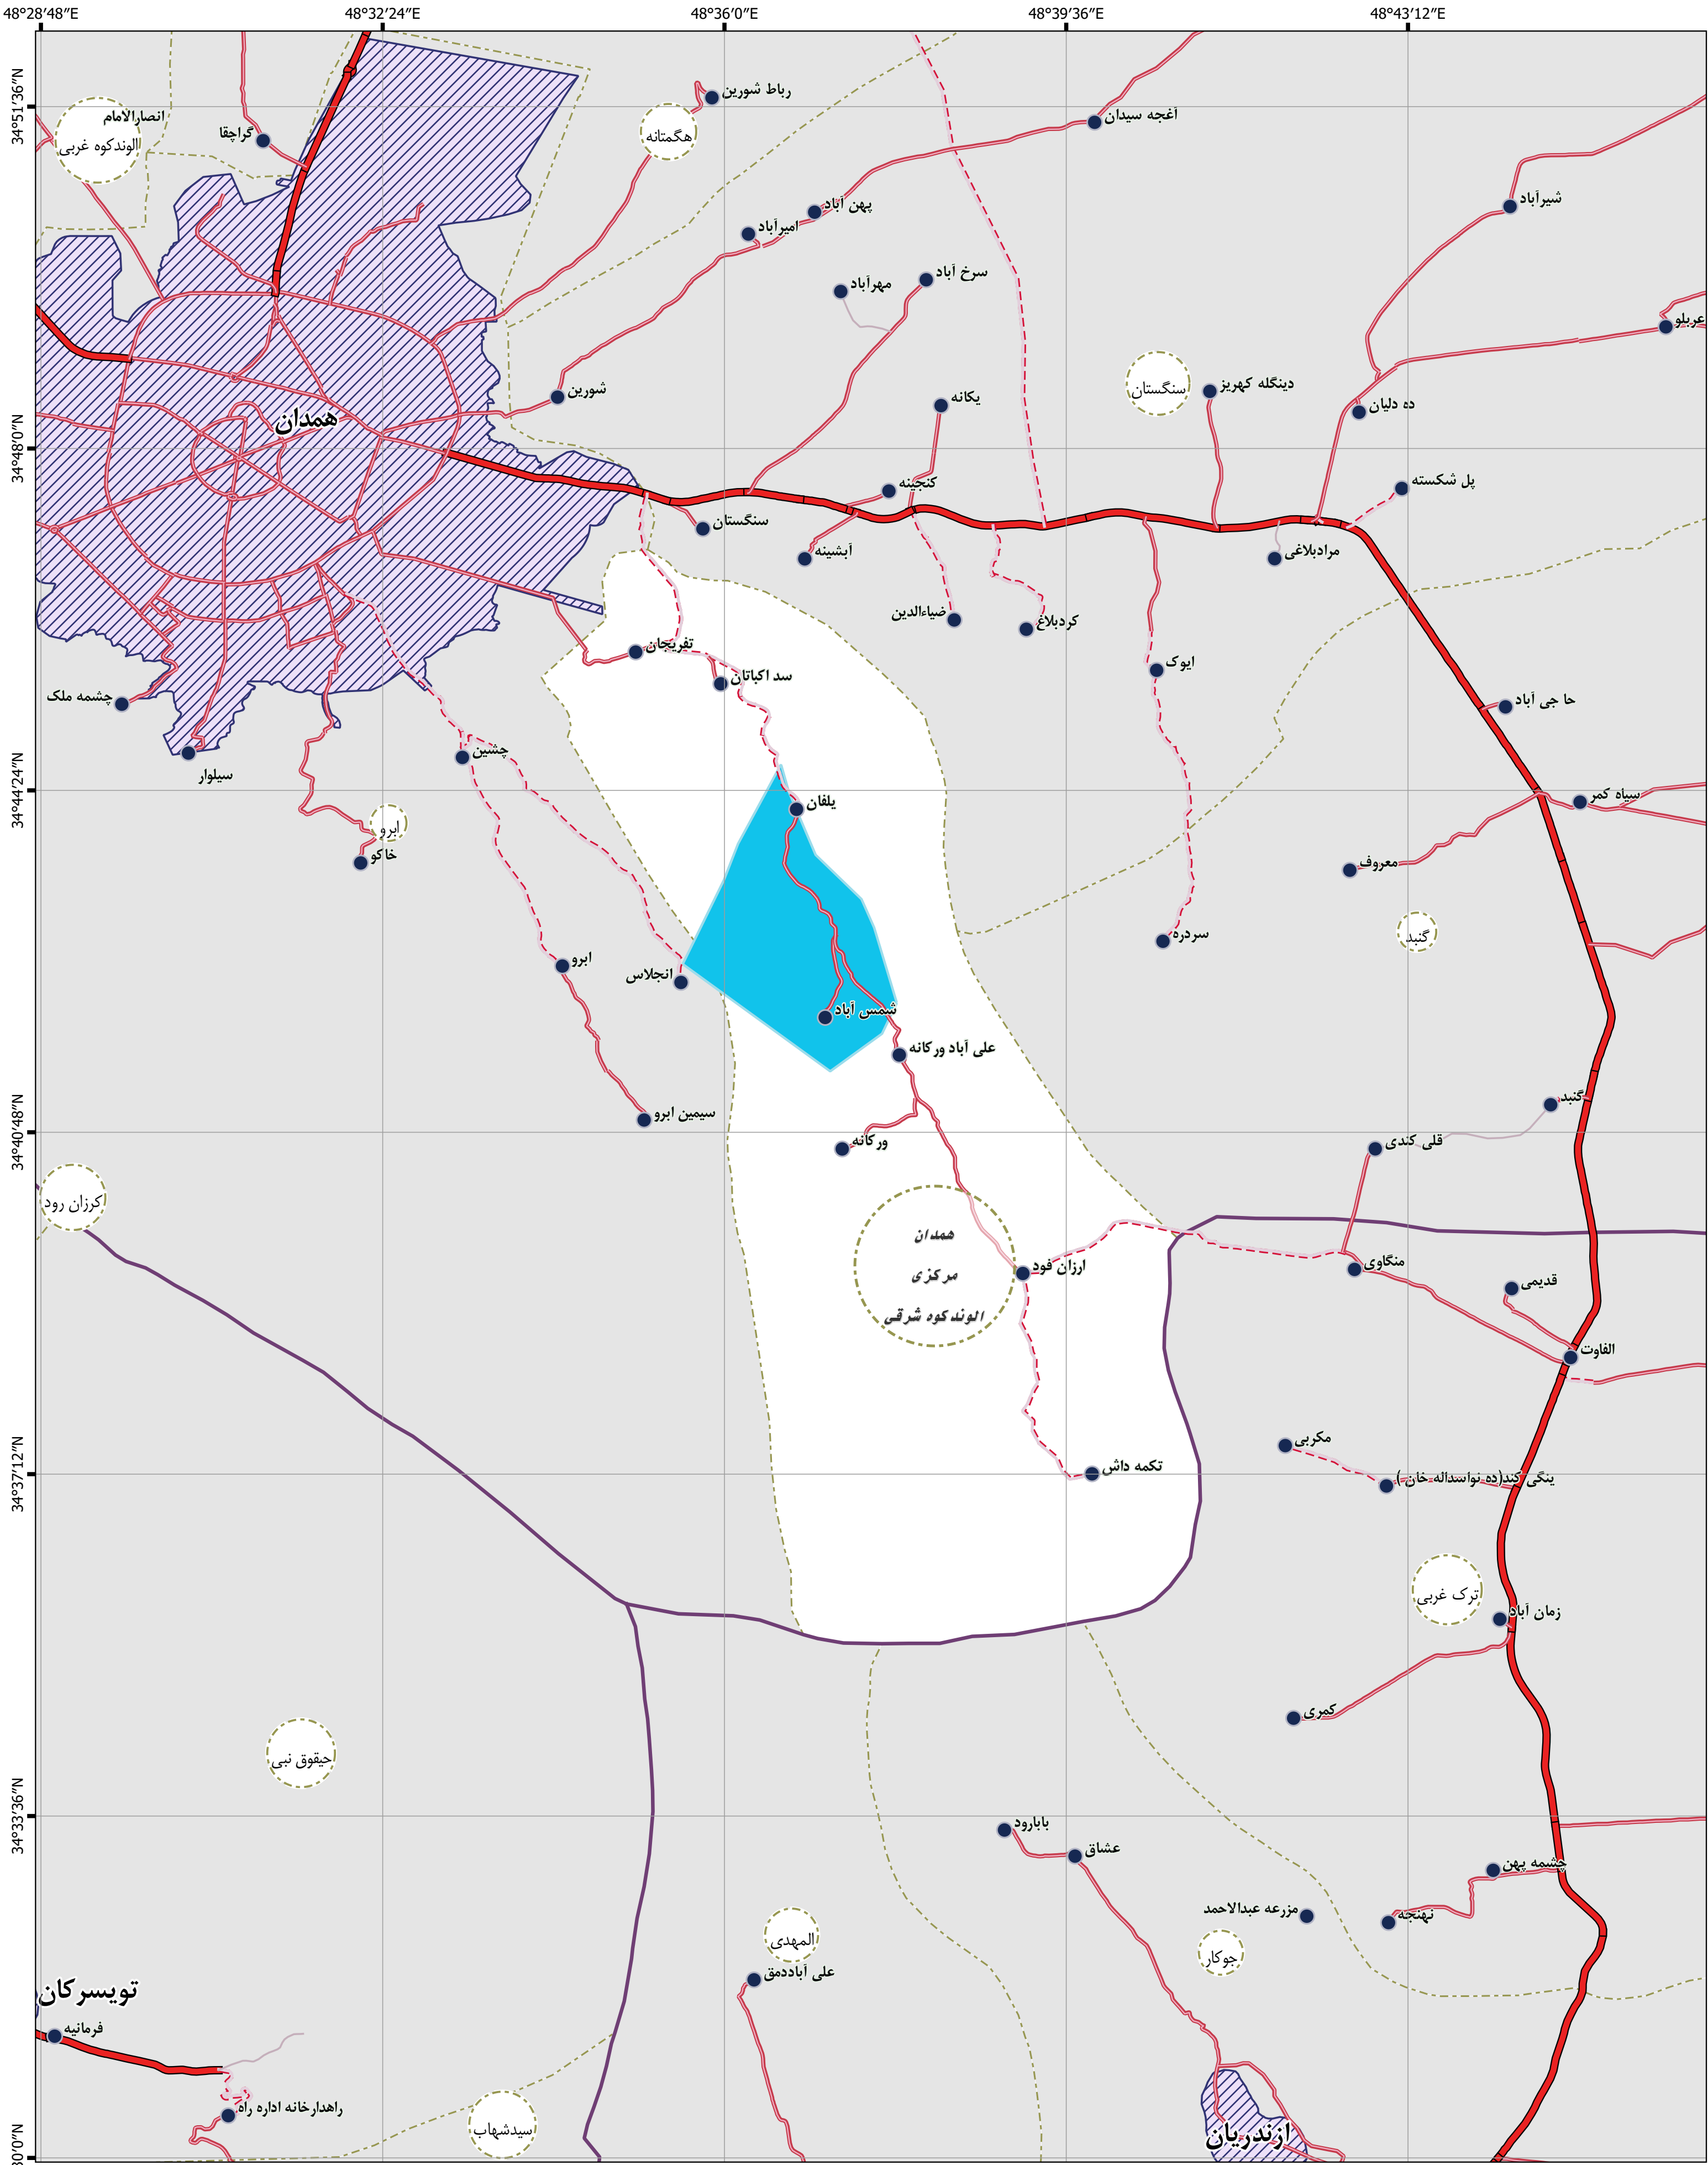 48°28'48"E
48°32'24"E
48°36'0"E
48°39'36"E
48°43'12"E
34°51'36"N
34°48'0"N
34°44'24"N
34°40'48"N
34°37'12"N
34°33'36"N
30'0"N
انصارالامام
الوندکوه غربی
گراچقا
رباط شورین
هگمتانه
آغجه سیدان
شیرآباد
پهن آباد
امیرآباد
سرخ آباد
مهرآباد
عربلو
شورین
یکانه
سنگستان
دینگله کهریز
ده دلیان
همدان
کنجینه
پل شکسته
سنگستان
آبشینه
مرادبلاغی
ضیاءالدین
کردبلاغ
تفریجان
سد اکباتان
ابوک
چشمه ملک
حا جی آباد
سیلوار
چشین
یلفان
سیاه کمر
ابرو
خاکو
معروف
سردره
گنبد
ابرو
انجلاس
شمس آباد
علی آباد ورکانه
گنبد
سیمین ابرو
ورکانه
قلی کندی
کرزان رود
همدان
مرکزی
الوندکوه شرقی
ارزان فود
منگاوی
قدیمی
الفاوت
مکربی
تکمه داش
ینگی کند(ده نواسداله خان)
ترک غربی
زمان آباد
کمری
حیقوق نبی
بابارود
عشاق
چشمه پهن
مزرعه عبدالاحمد
نهنجه
المهدی
جوکار
علی آباددمق
تویسرکان
فرمانیه
راهدارخانه اداره راه
سیدشهاب
ازندریان